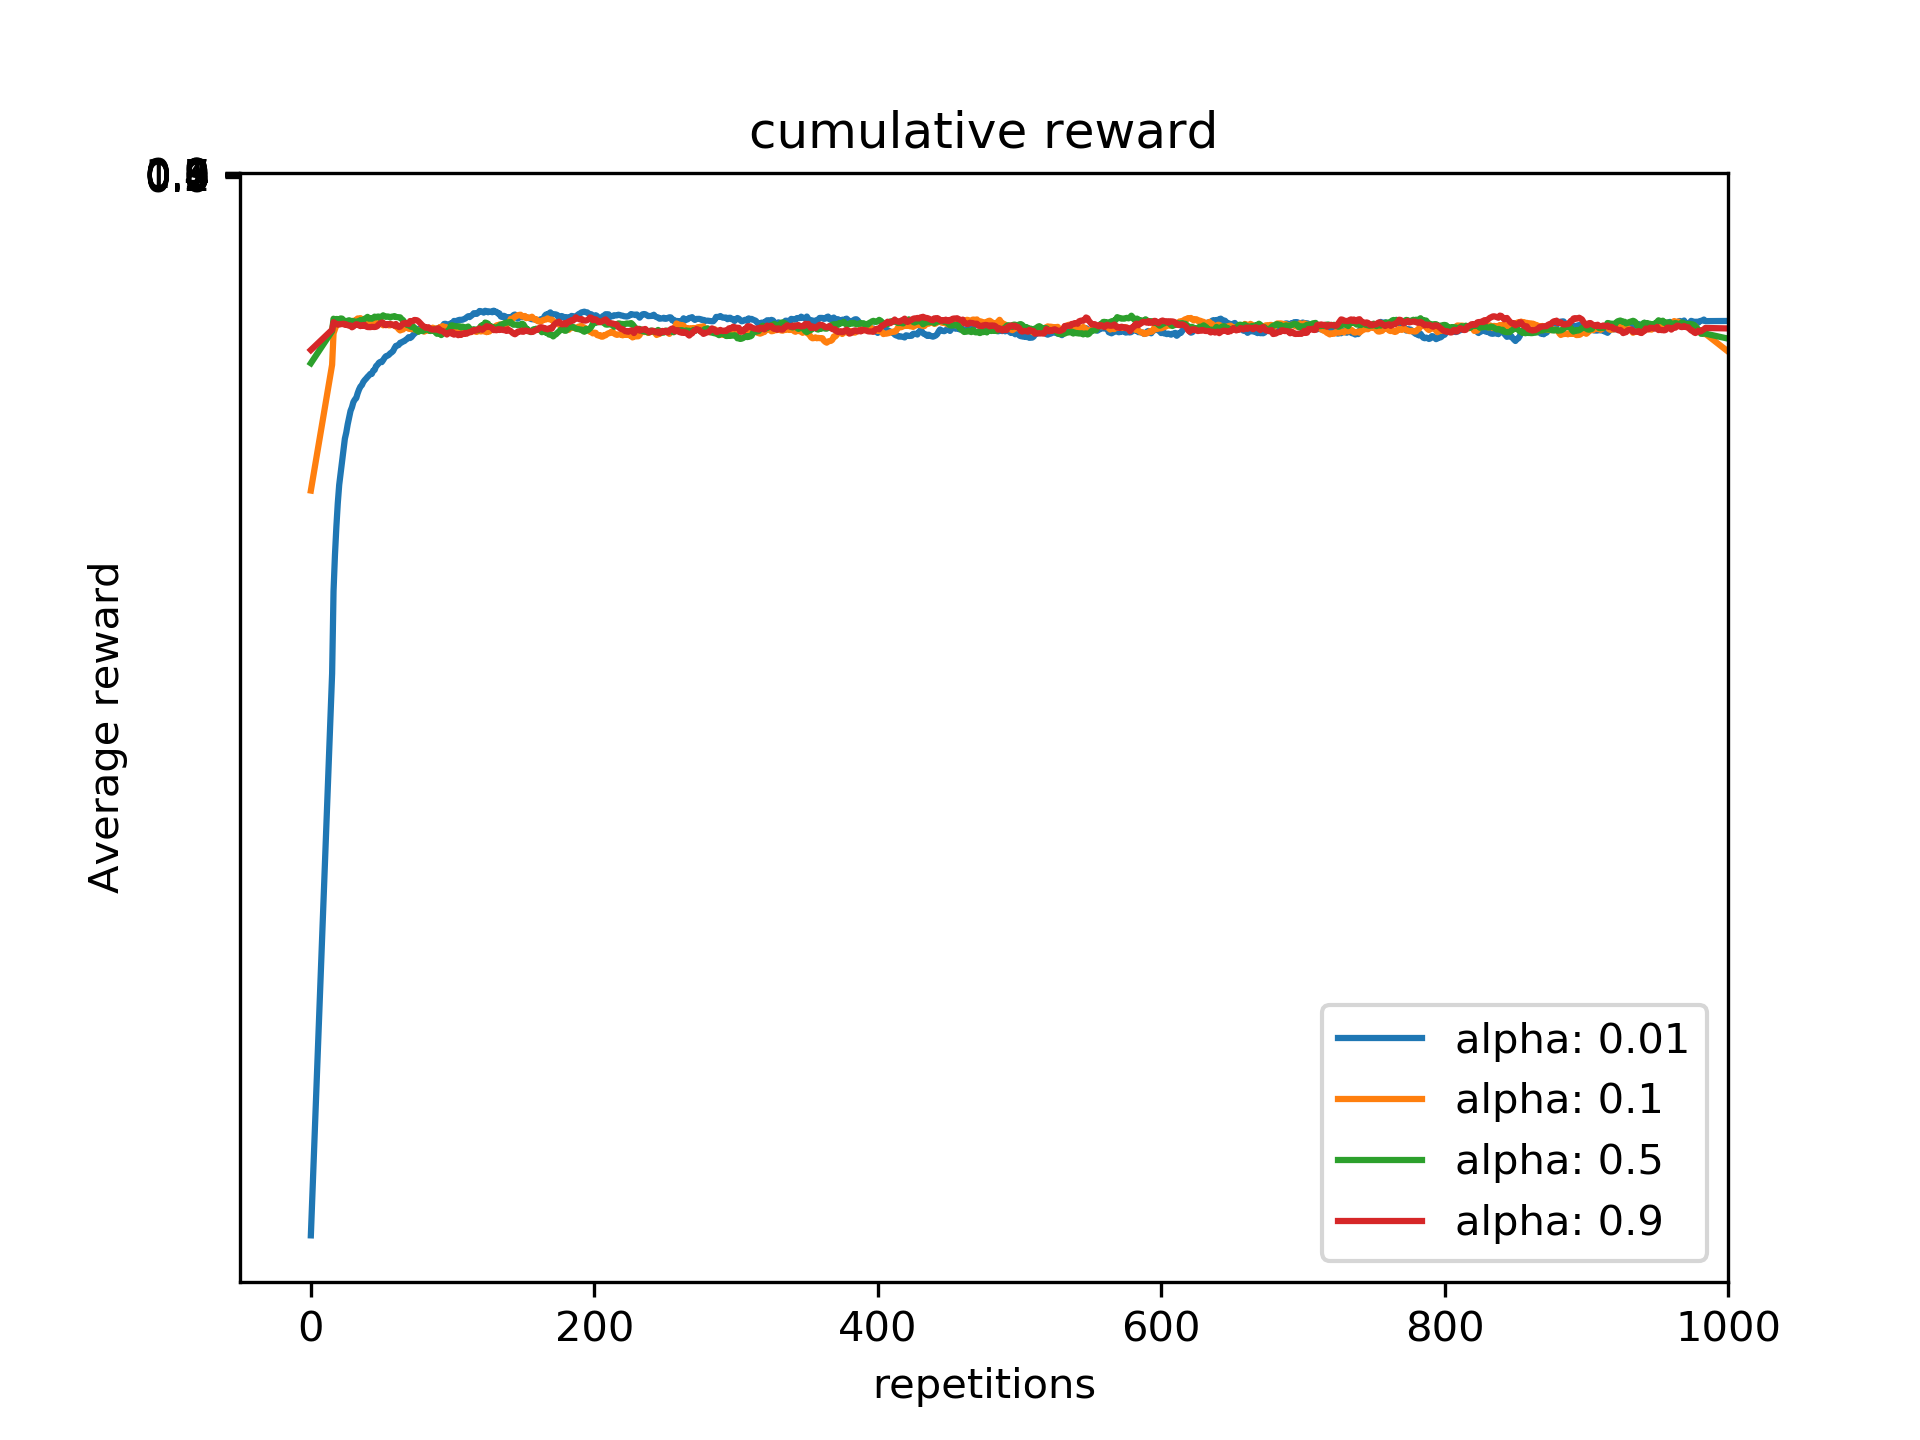 cumulative reward
Average reward
alpha: 0.01
alpha: 0.1
alpha: 0.5
alpha: 0.9
0 200 400 600 800 1000
repetitions